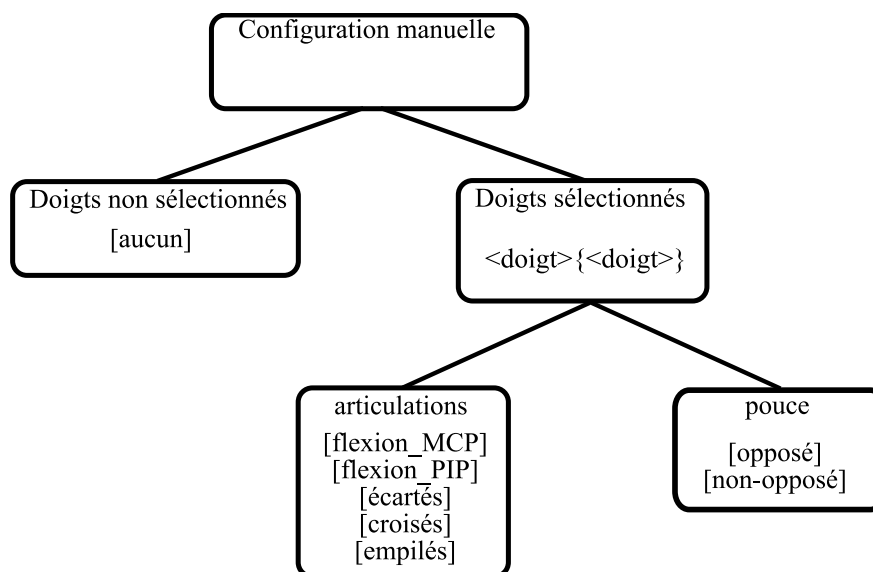 Configuration manuelle
Doigts non sélectionnés
[aucun]
Doigts sélectionnés
<doigt>{<doigt>}
articulations
[flexion_MCP]
[flexion_PIP]
[écartés]
[croisés]
[empilés]
pouce
[opposé]
[non-opposé]